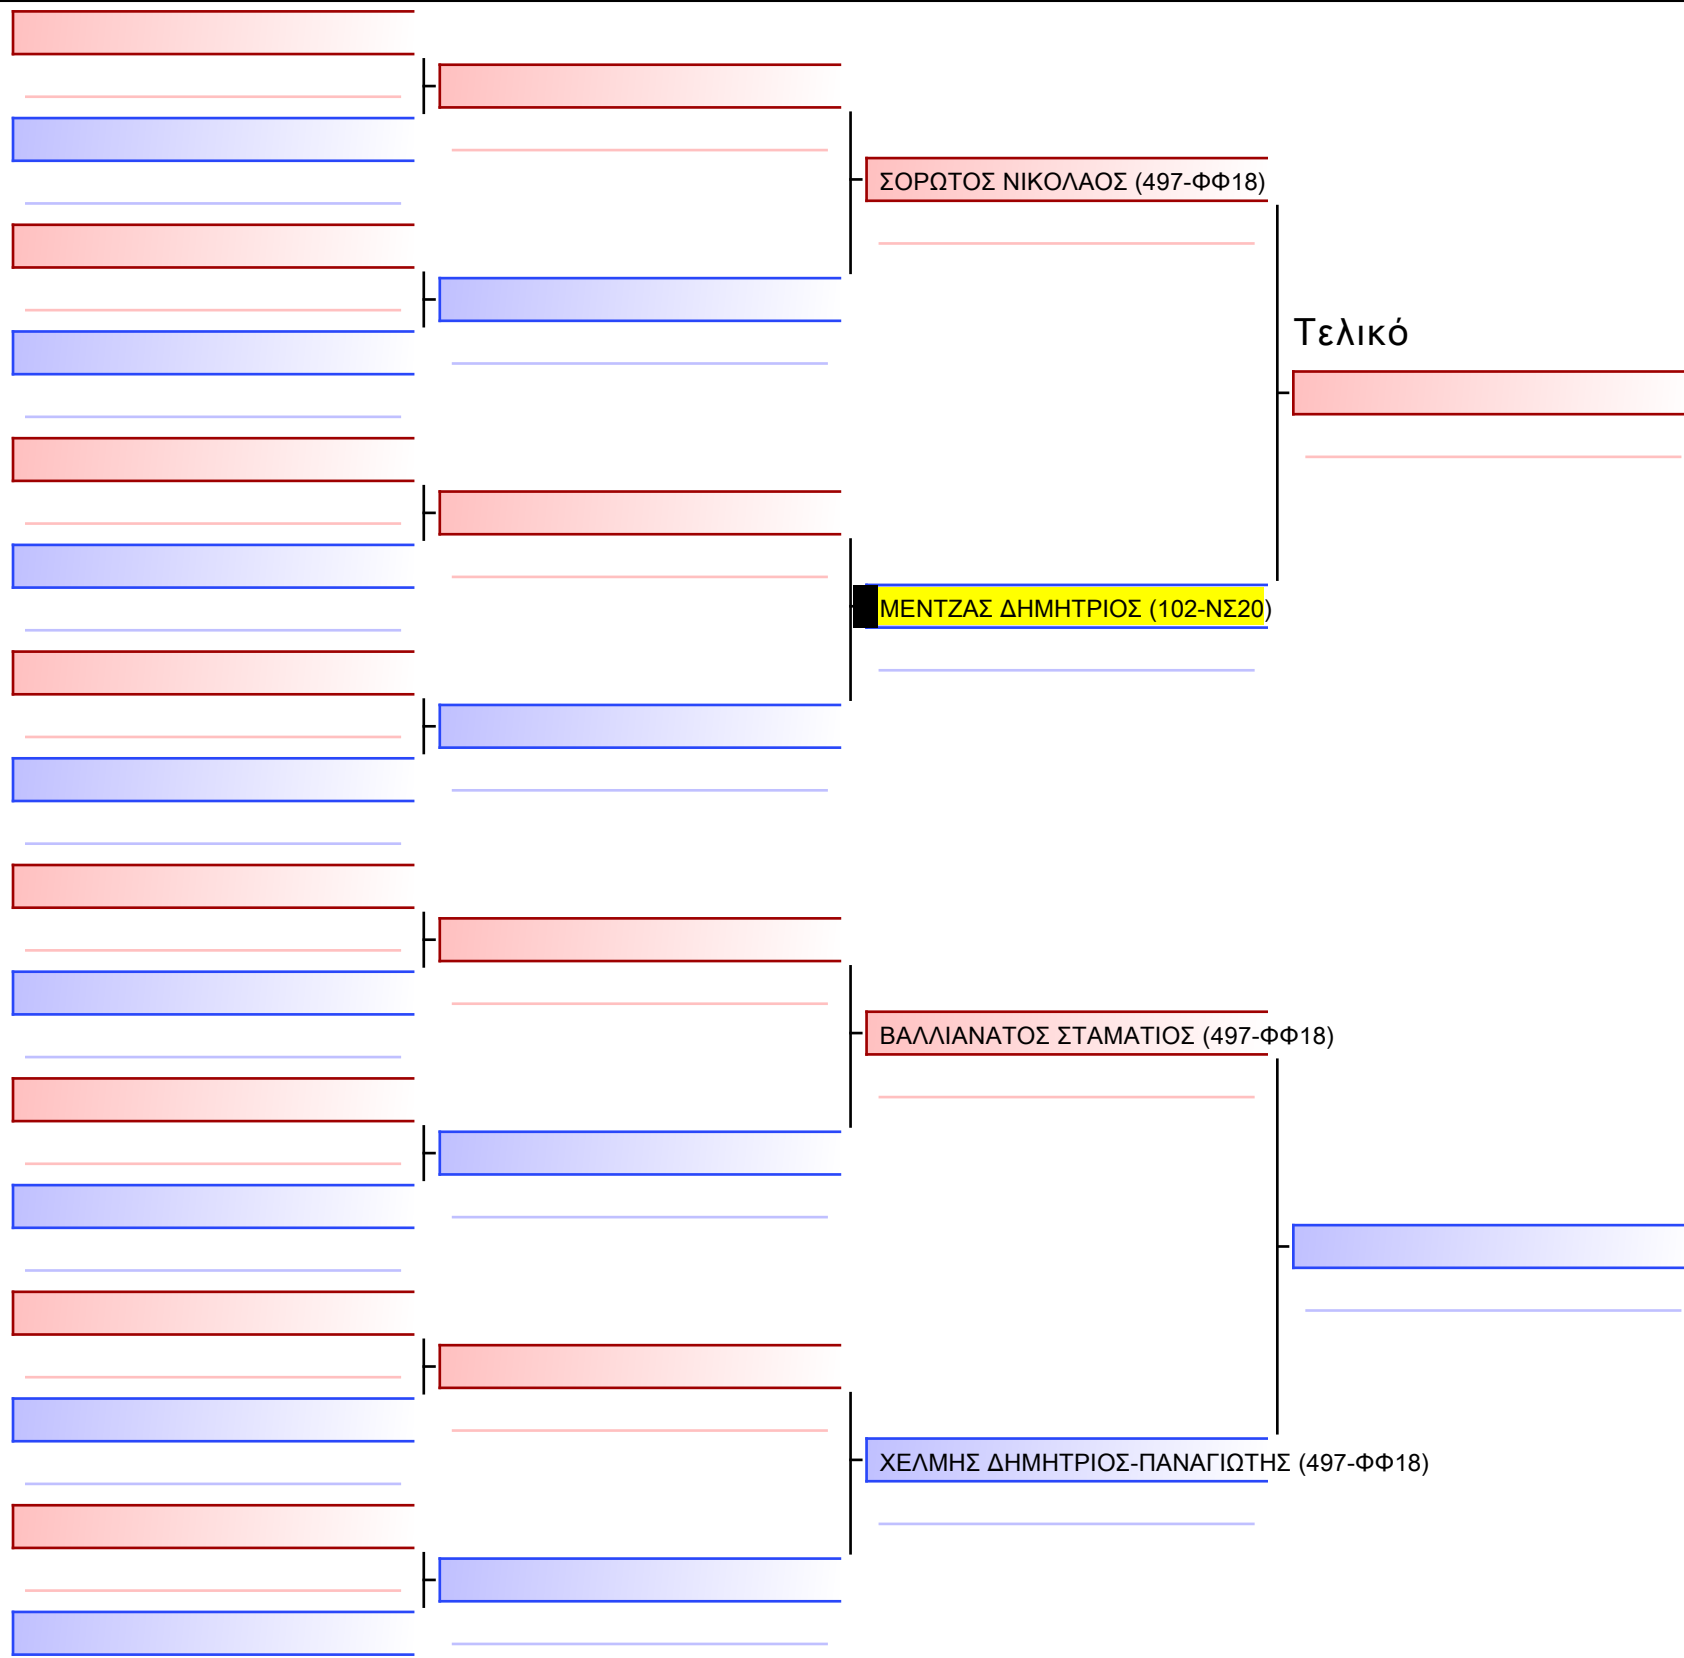 ΣΟΡΩΤΟΣ ΝΙΚΟΛΑΟΣ (497-ΦΦ18)
Τελικό
ΜΕΝΤΖΑΣ ΔΗΜΗΤΡΙΟΣ (102-ΝΣ20)
ΒΑΛΛΙΑΝΑΤΟΣ ΣΤΑΜΑΤΙΟΣ (497-ΦΦ18)
ΧΕΛΜΗΣ ΔΗΜΗΤΡΙΟΣ-ΠΑΝΑΓΙΩΤΗΣ (497-ΦΦ18)